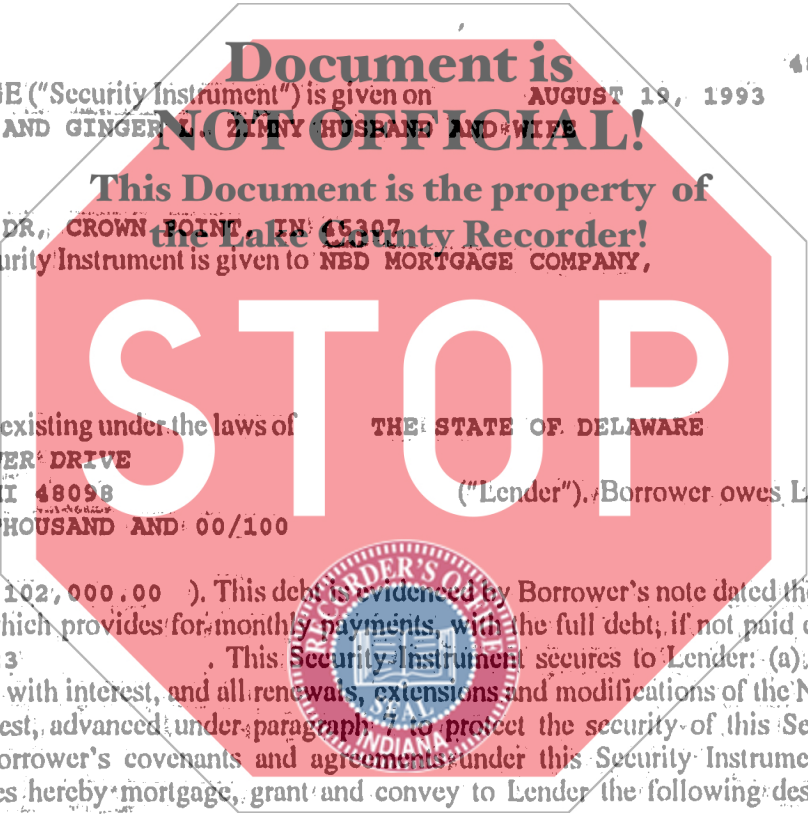 Document is
GE ("Security Instrument") is given on AUGUST 19, 1993
AND GINGER L. ZIMNY HUSBAND AND WIFE
NOT OFFICIAL!
This Document is the property of
DR, CROWN POINT, IN 46307
the Lake County Recorder!
urity Instrument is given to NBD MORTGAGE COMPANY,
STOP
existing under the laws of THE STATE OF DELAWARE
ER DRIVE
MI 48098 ("Lender"). Borrower owes L
HOUSAND AND 00/100
102,000.00 ). This debt is evidenced by Borrower's note dated the
hich provides for monthly payments, with the full debt, if not paid
3 . This Security Instrument secures to Lender: (a)
with interest, and all renewals, extensions and modifications of the N
est, advanced under paragraph 7 to protect the security of this Se
orrower's covenants and agreements under this Security Instrume
es hereby mortgage, grant and convey to Lender the following des
RECORDER'S OFFICE
SEAL
INDIANA